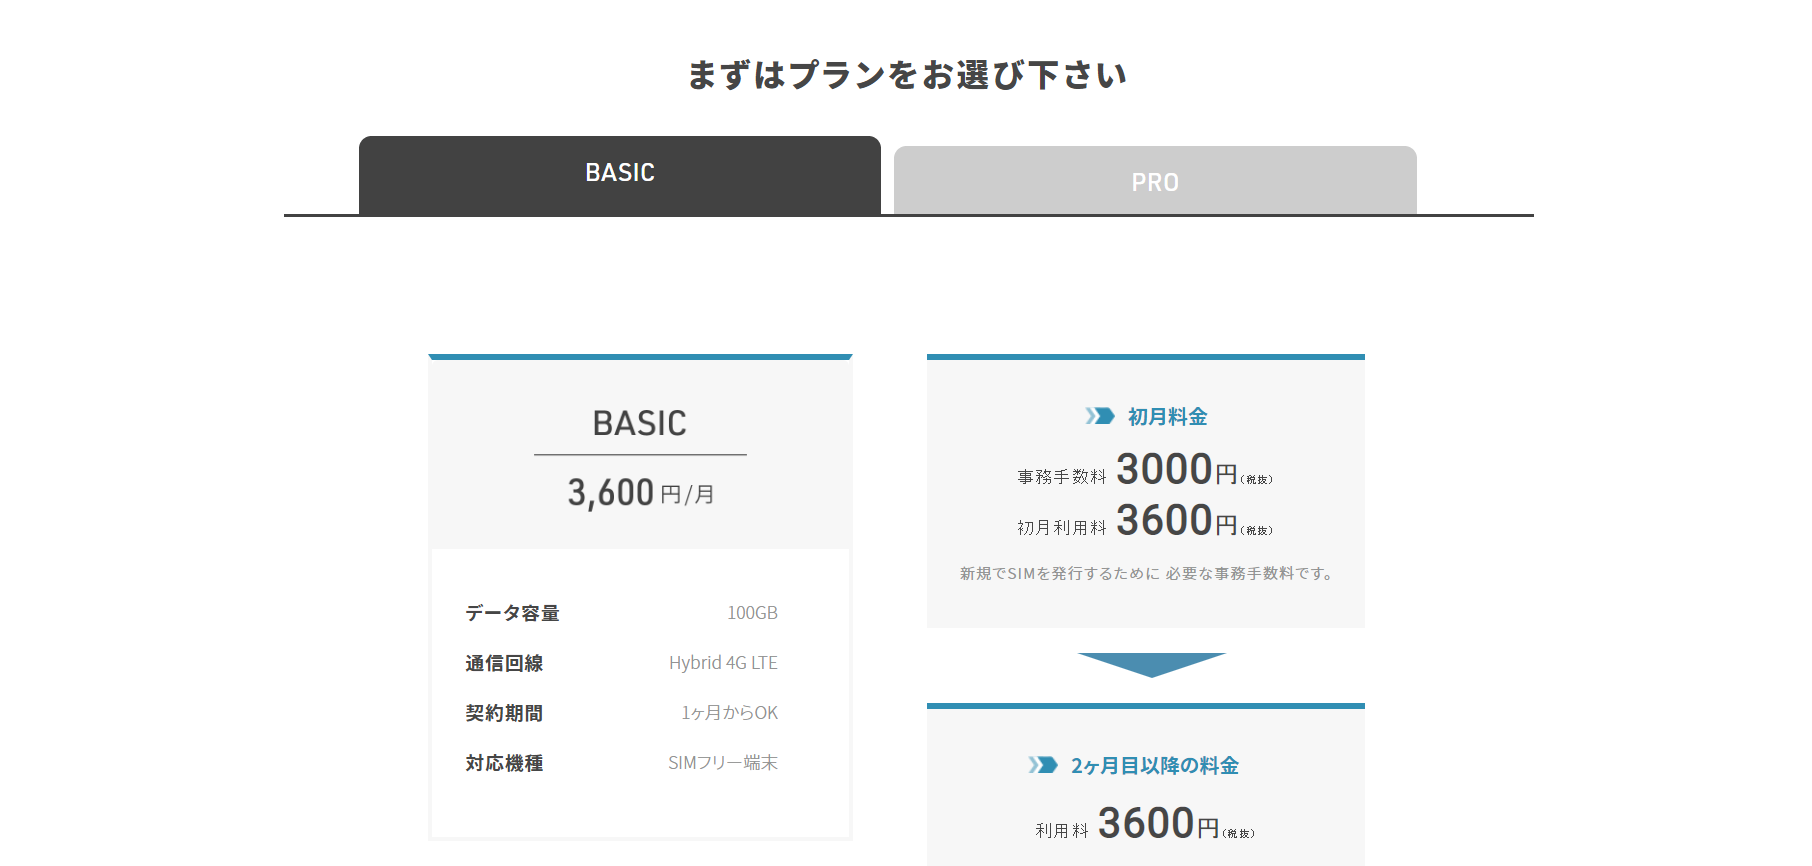 まずはプランをお選び下さい
BASIC
PRO
BASIC
3,600 円/月
データ容量 100GB
通信回線 Hybrid 4G LTE
契約期間 1ヶ月からOK
対応機種 SIMフリー端末
初月料金
事務手数料 3000円(税抜)
初月利用料 3600円(税抜)
新規でSIMを発行するために 必要な事務手数料です。
2ヶ月目以降の料金
利用料 3600円(税抜)